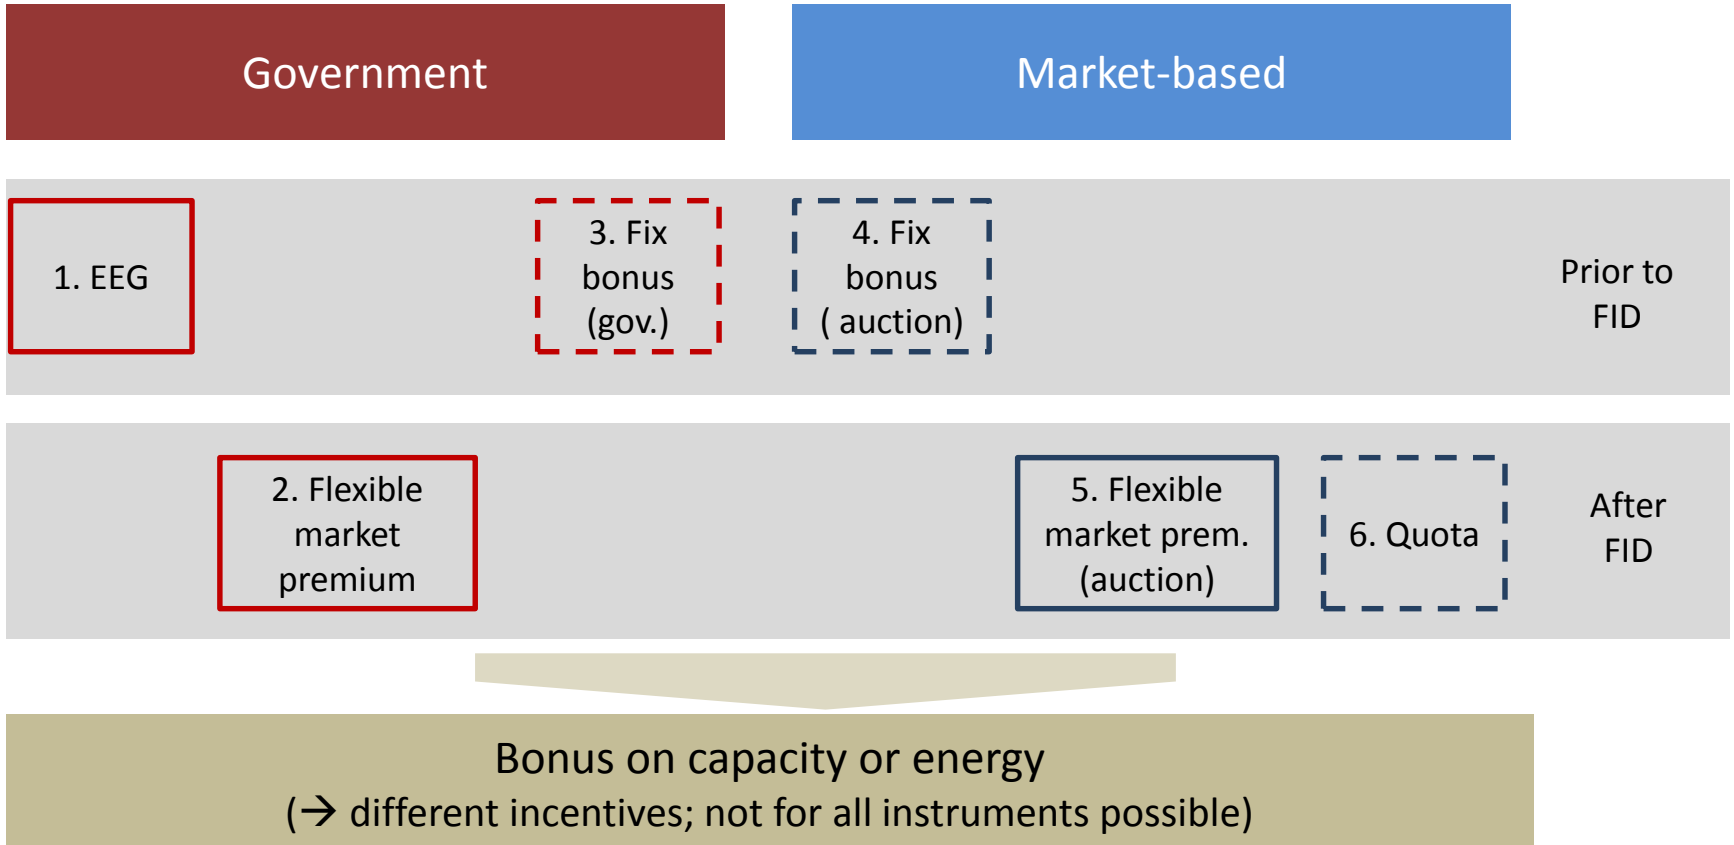 Government
Market-based
1. EEG
3. Fix
bonus
(gov.)
4. Fix
bonus
( auction)
Prior to
FID
2. Flexible
market
premium
5. Flexible
market prem.
(auction)
6. Quota
After
FID
Bonus on capacity or energy
(→ different incentives; not for all instruments possible)